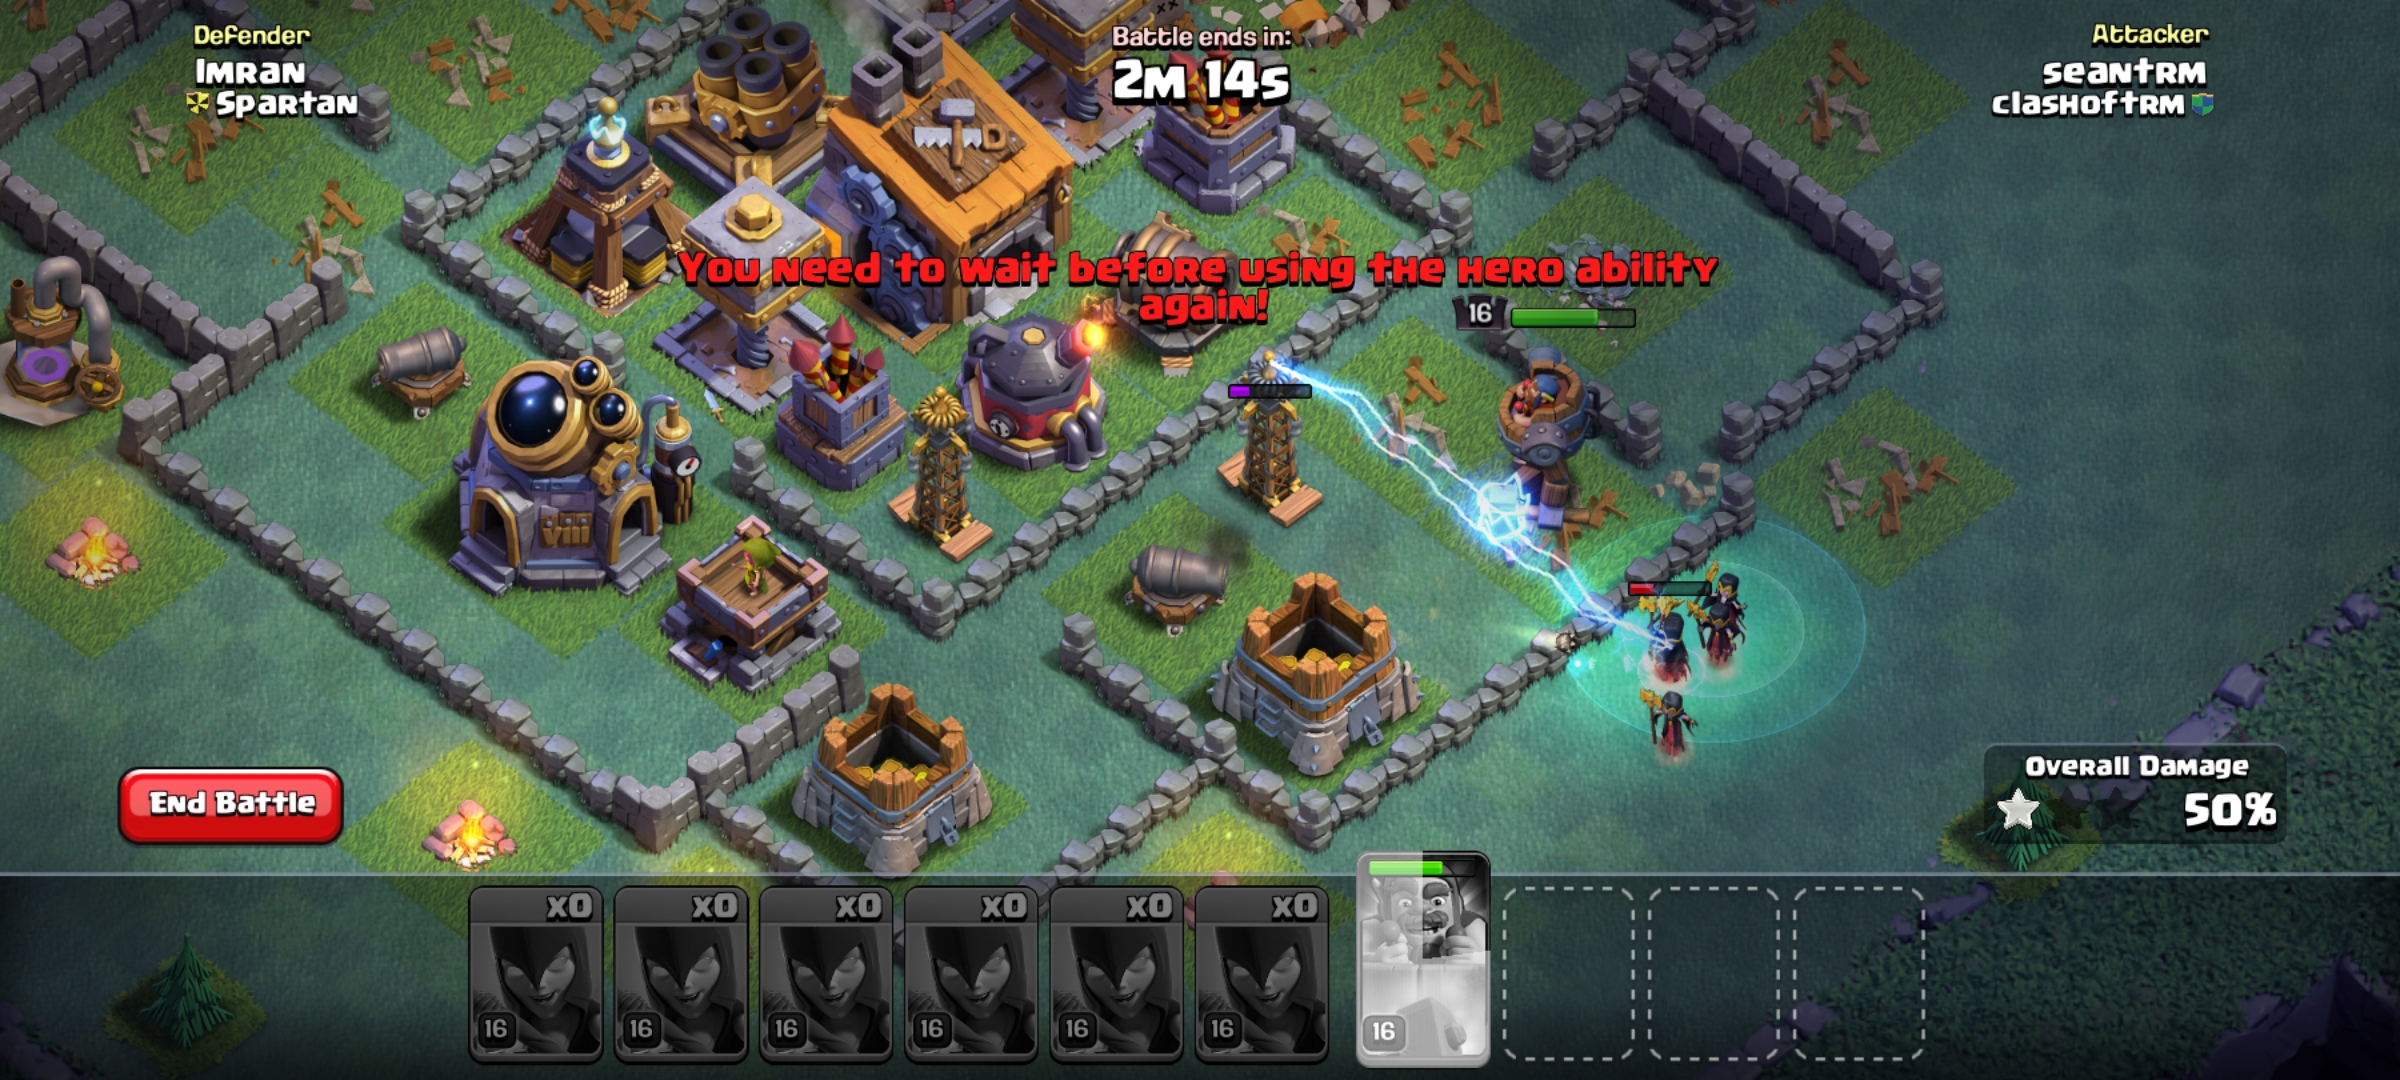 Defender
Imran
Spartan
Battle ends in:
2M 14s
Attacker
seantrm
clashoftrm
You need to wait before using the hero ability
again!
16
VIII
End Battle
Overall Damage
50%
x0
x0
x0
x0
x0
x0
16
16
16
16
16
16
16